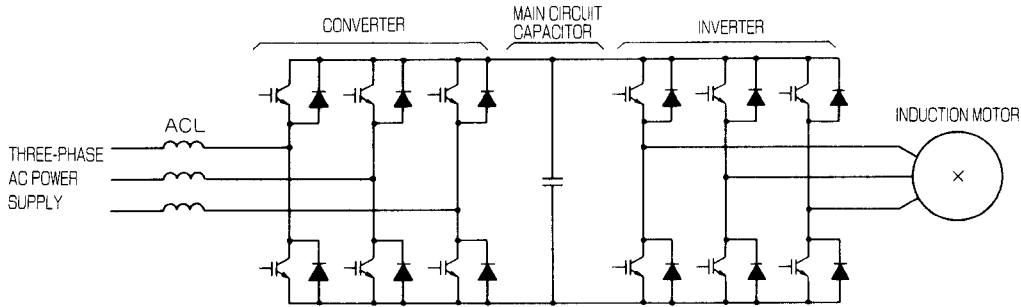 CONVERTER
MAIN CIRCUIT
CAPACITOR
INVERTER
ACL
THREE-PHASE
AC POWER
SUPPLY
INDUCTION MOTOR